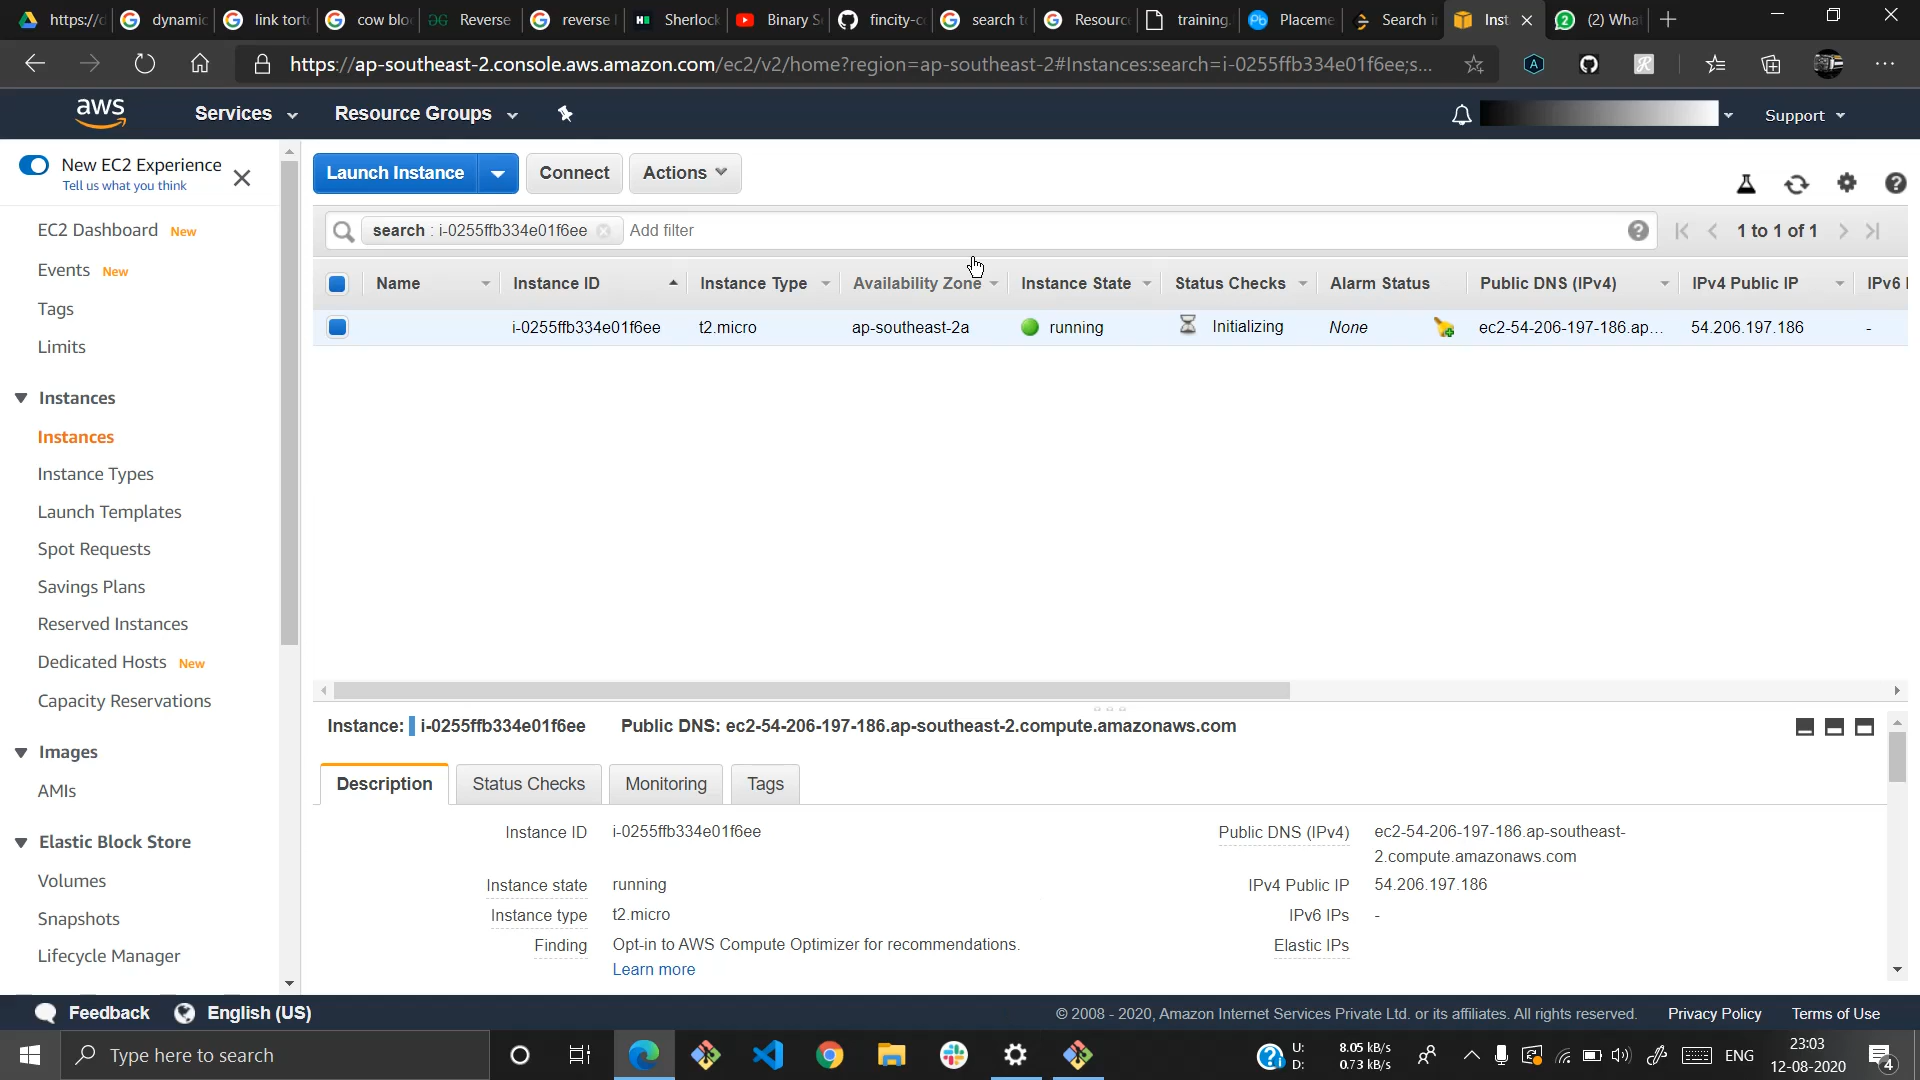 https://d
dynamic
link tort
cow blo
Reverse
reverse l
Sherlock
Binary S
fincity-c
search t
Resourc
training.
Placeme
Search i
Inst
(2) Wha
https://ap-southeast-2.console.aws.amazon.com/ec2/v2/home?region=ap-southeast-2#Instances:search=i-0255ffb334e01f6ee;s...
aws
Services
Resource Groups
Support
New EC2 Experience
Tell us what you think
EC2 Dashboard New
Events New
Tags
Limits
Instances
Instances
Instance Types
Launch Templates
Spot Requests
Savings Plans
Reserved Instances
Dedicated Hosts New
Capacity Reservations
Images
AMIs
Elastic Block Store
Volumes
Snapshots
Lifecycle Manager
Launch Instance
Connect
Actions
search : i-0255ffb334e01f6ee Add filter
1 to 1 of 1
Name Instance ID Instance Type Availability Zone Instance State Status Checks Alarm Status Public DNS (IPv4) IPv4 Public IP IPv6 I
i-0255ffb334e01f6ee t2.micro ap-southeast-2a running Initializing None ec2-54-206-197-186.ap... 54.206.197.186 -
Instance: i-0255ffb334e01f6ee Public DNS: ec2-54-206-197-186.ap-southeast-2.compute.amazonaws.com
Description Status Checks Monitoring Tags
Instance ID i-0255ffb334e01f6ee
Instance state running
Instance type t2.micro
Finding Opt-in to AWS Compute Optimizer for recommendations.
Learn more
Public DNS (IPv4) ec2-54-206-197-186.ap-southeast-
2.compute.amazonaws.com
IPv4 Public IP 54.206.197.186
IPv6 IPs -
Elastic IPs
Feedback English (US)
© 2008 - 2020, Amazon Internet Services Private Ltd. or its affiliates. All rights reserved. Privacy Policy Terms of Use
Type here to search
U: 8.05 kB/s
D: 0.73 kB/s
ENG
23:03
12-08-2020
4